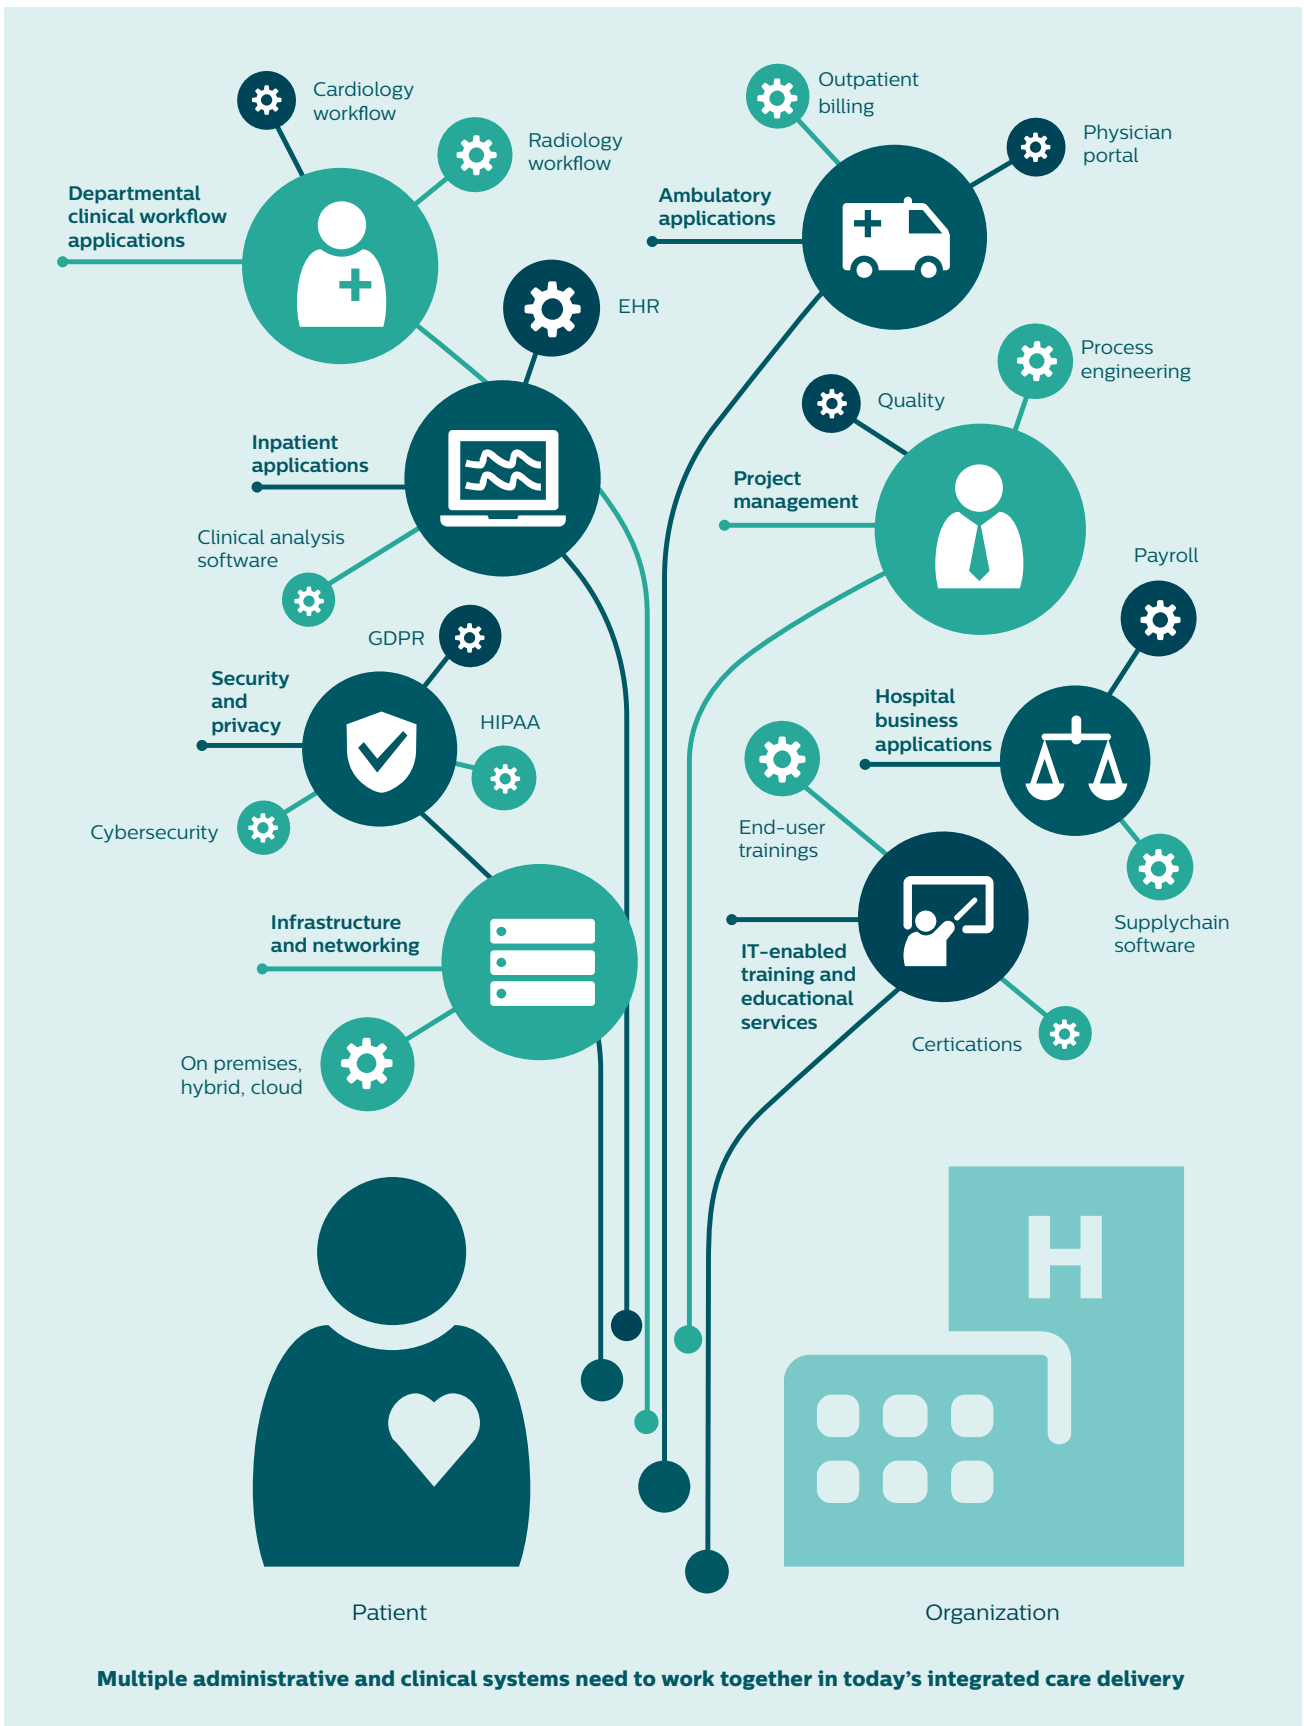 Cardiology
workflow
Radiology
workflow
Departmental
clinical workflow
applications
EHR
Inpatient
applications
Clinical analysis
software
GDPR
Security
and
privacy
HIPAA
Cybersecurity
Infrastructure
and networking
On premises,
hybrid, cloud
Outpatient
billing
Physician
portal
Ambulatory
applications
Process
engineering
Quality
Project
management
Payroll
Hospital
business
applications
End-user
trainings
Supplychain
software
IT-enabled
training and
educational
services
Certications
H
Patient
Organization
Multiple administrative and clinical systems need to work together in today’s integrated care delivery